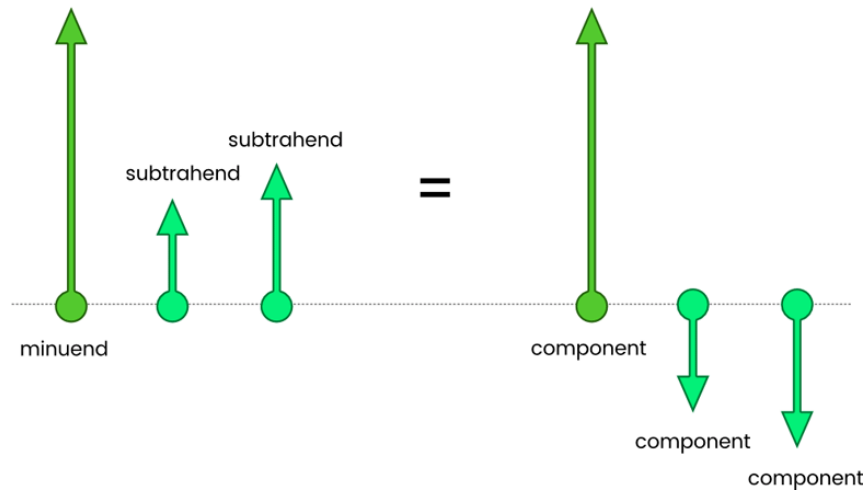 subtrahend
subtrahend
=
minuend
component
component
component